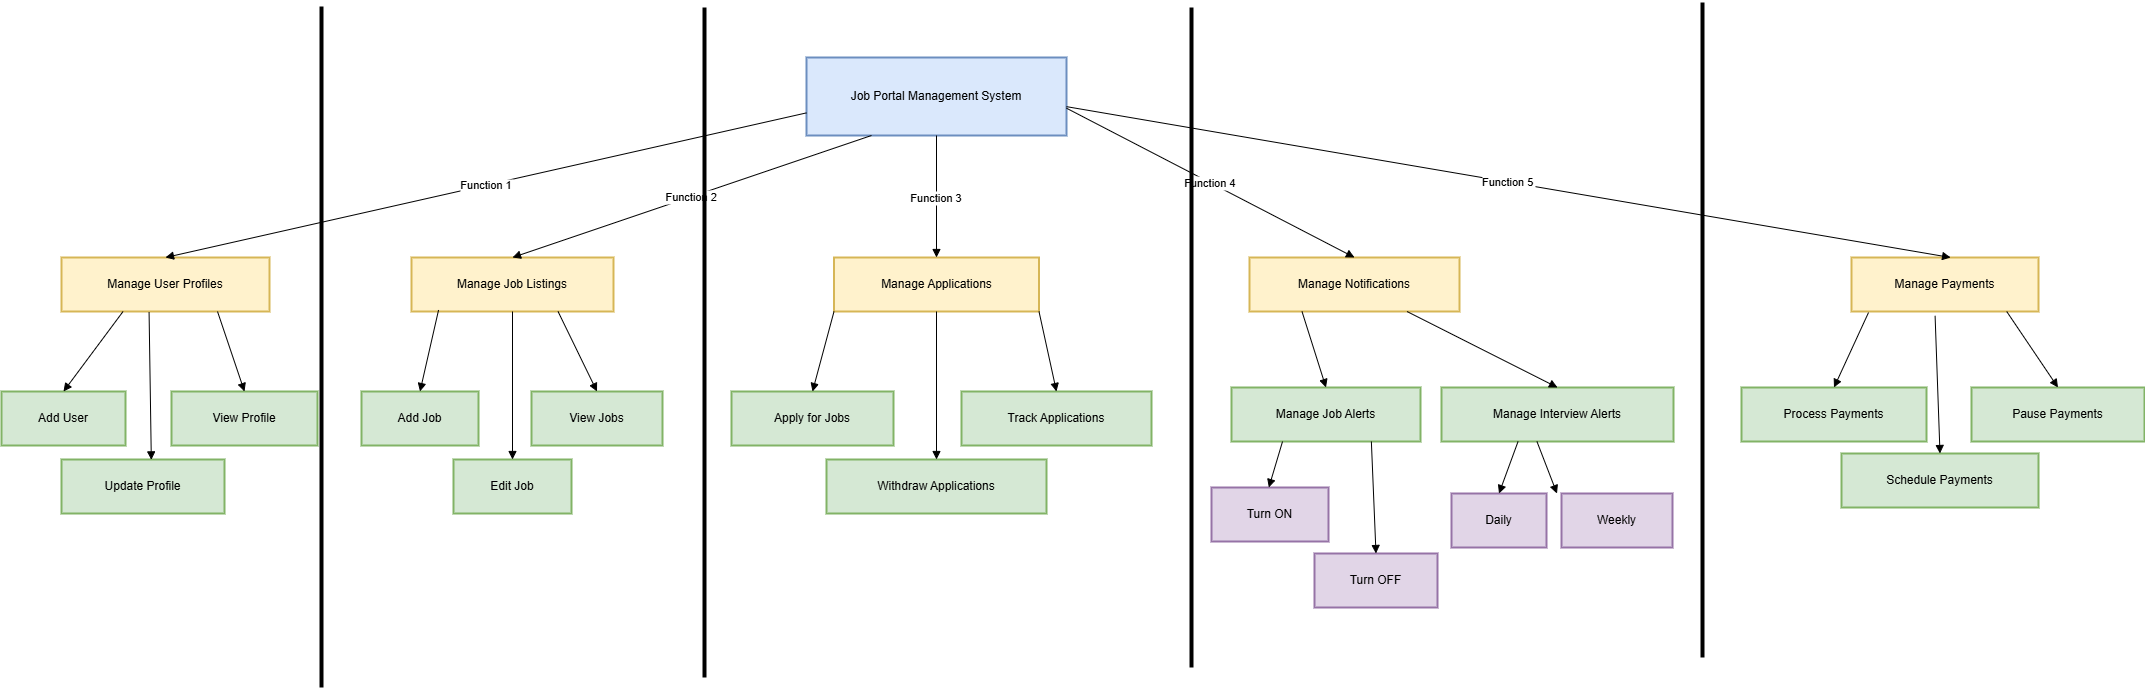 Job Portal Management System
Function 1
Function 2
Function 3
Function 4
Function 5
Manage User Profiles
Manage Job Listings
Manage Applications
Manage Notifications
Manage Payments
Add User
View Profile
Update Profile
Add Job
View Jobs
Edit Job
Apply for Jobs
Track Applications
Withdraw Applications
Manage Job Alerts
Manage Interview Alerts
Turn ON
Turn OFF
Daily
Weekly
Process Payments
Pause Payments
Schedule Payments